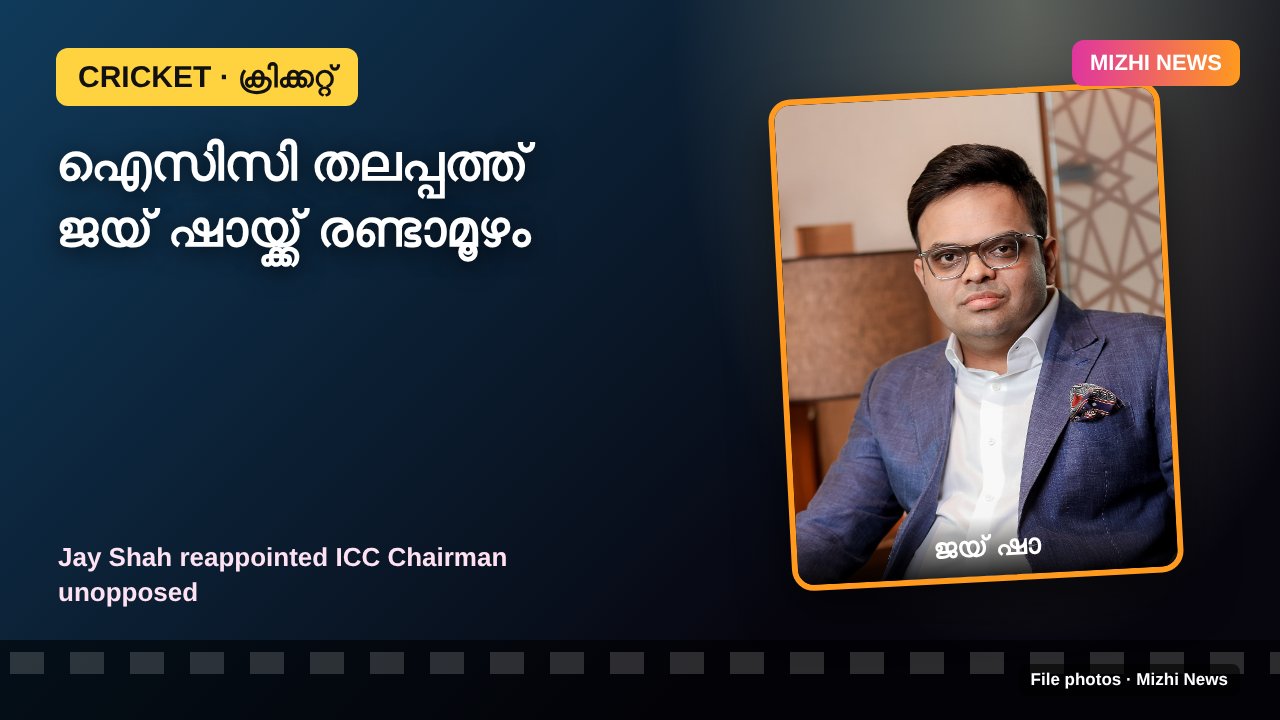 CRICKET · ക്രിക്കറ്റ്
MIZHI NEWS
ഐസിസി തലപ്പത്ത്
ജയ് ഷായ്ക്ക് രണ്ടാമൂഴം
ജയ് ഷാ
Jay Shah reappointed ICC Chairman
unopposed
File photos · Mizhi News